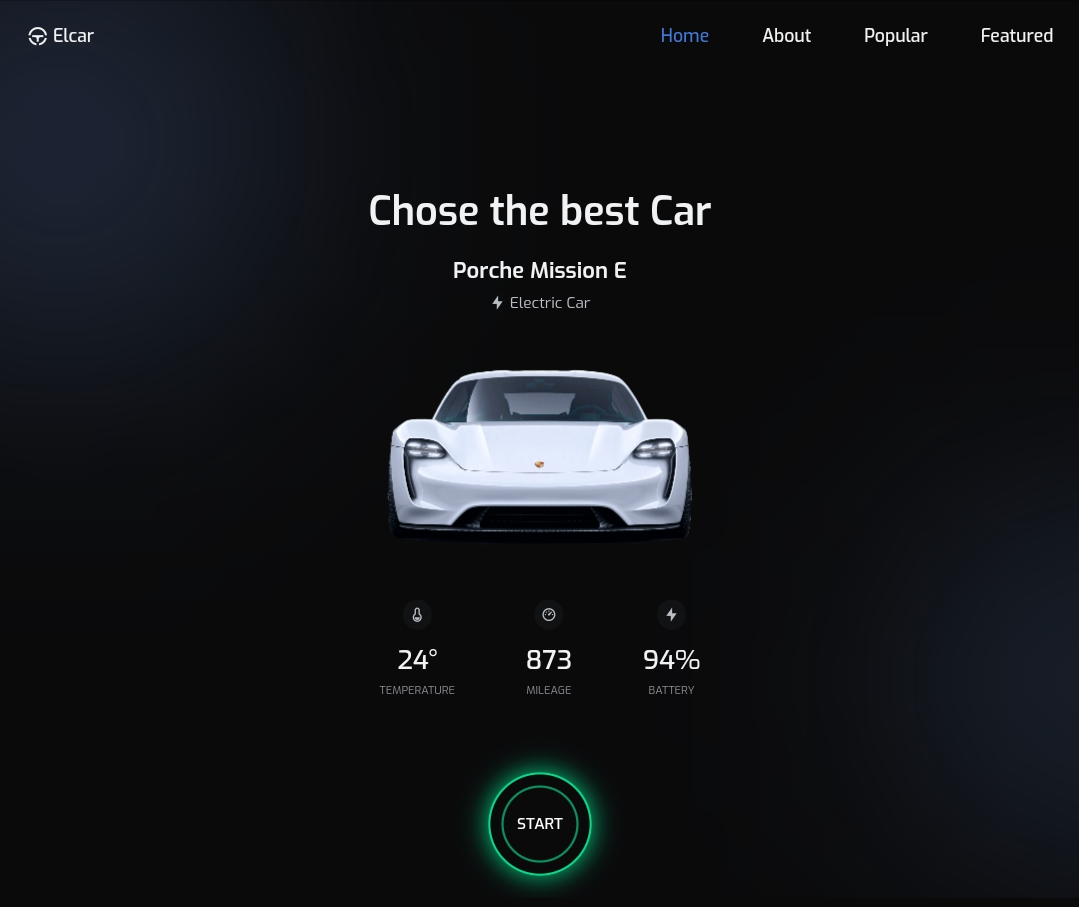 Elcar
Home
About
Popular
Featured
Chose the best Car
Porche Mission E
Electric Car
24°
873
94%
TEMPERATURE
MILEAGE
BATTERY
START